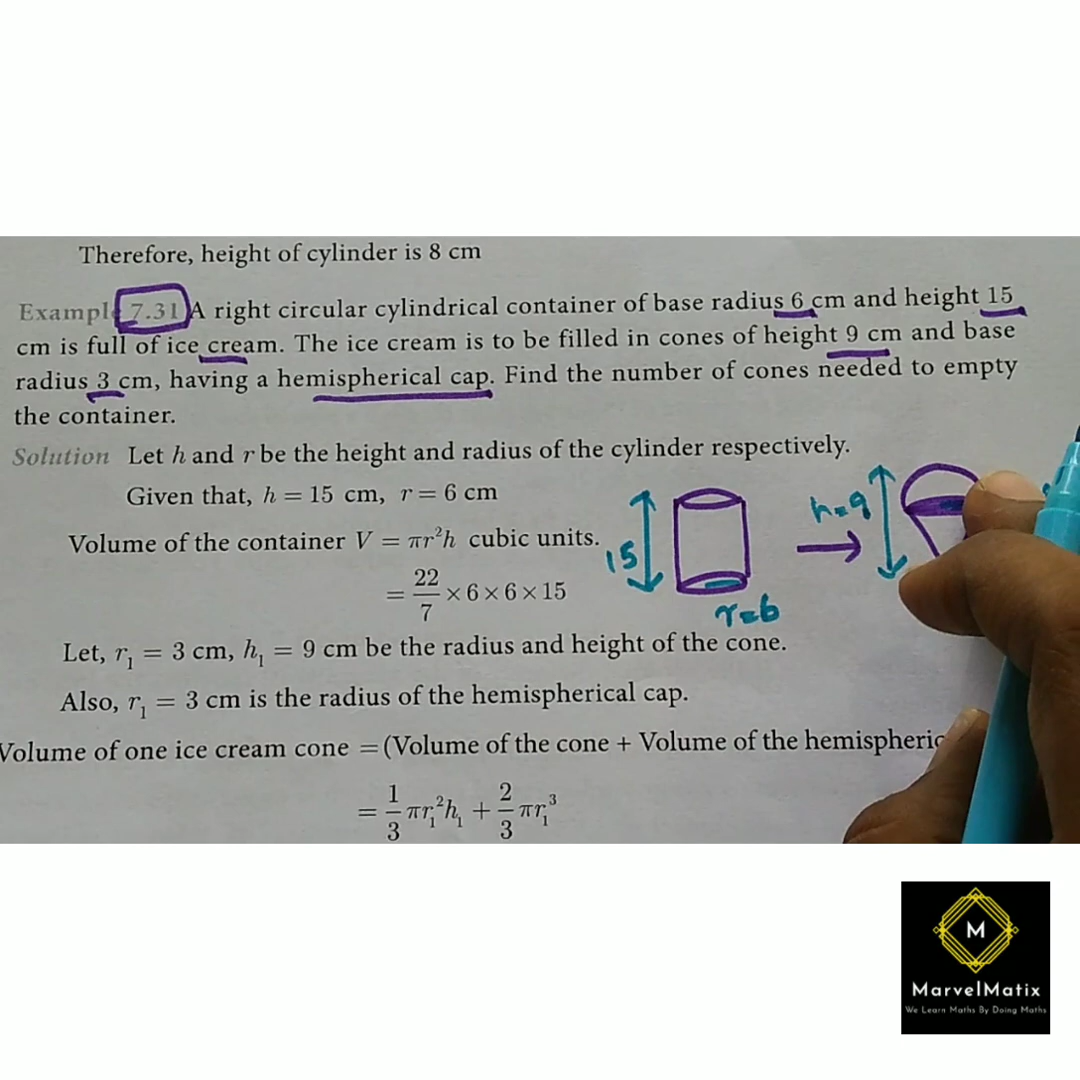 Therefore, height of cylinder is 8 cm
Example 7.31 A right circular cylindrical container of base radius 6 cm and height 15
cm is full of ice cream. The ice cream is to be filled in cones of height 9 cm and base
radius 3 cm, having a hemispherical cap. Find the number of cones needed to empty
the container.
Solution Let h and r be the height and radius of the cylinder respectively.
Given that, h = 15 cm, r = 6 cm
Volume of the container V = πr²h cubic units.
= 22/7 × 6 × 6 × 15
15
r=6
h=9
Let, r₁ = 3 cm, h₁ = 9 cm be the radius and height of the cone.
Also, r₁ = 3 cm is the radius of the hemispherical cap.
Volume of one ice cream cone = (Volume of the cone + Volume of the hemispheric
= 1/3 πr₁²h₁ + 2/3 πr₁³
M
MarvelMatix
We Learn Maths By Doing Maths